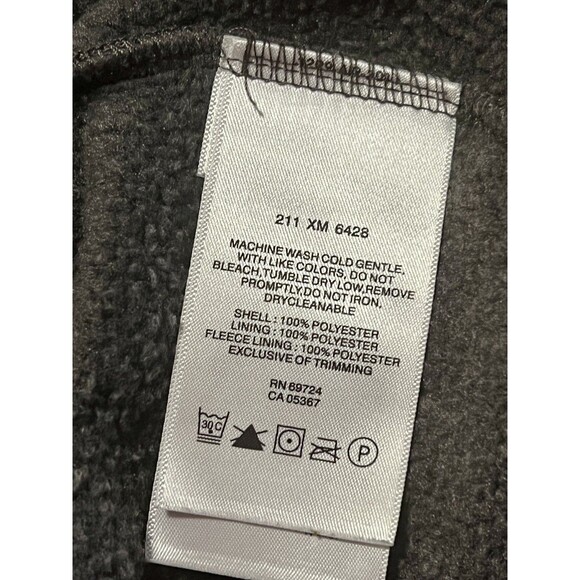 211 XM 6428
MACHINE WASH COLD GENTLE,
WITH LIKE COLORS, DO NOT
BLEACH,TUMBLE DRY LOW,REMOVE
PROMPTLY,DO NOT IRON,
DRYCLEANABLE
SHELL : 100% POLYESTER
LINING : 100% POLYESTER
FLEECE LINING : 100% POLYESTER
EXCLUSIVE OF TRIMMING
RN 69724
CA 05367
30 C
P